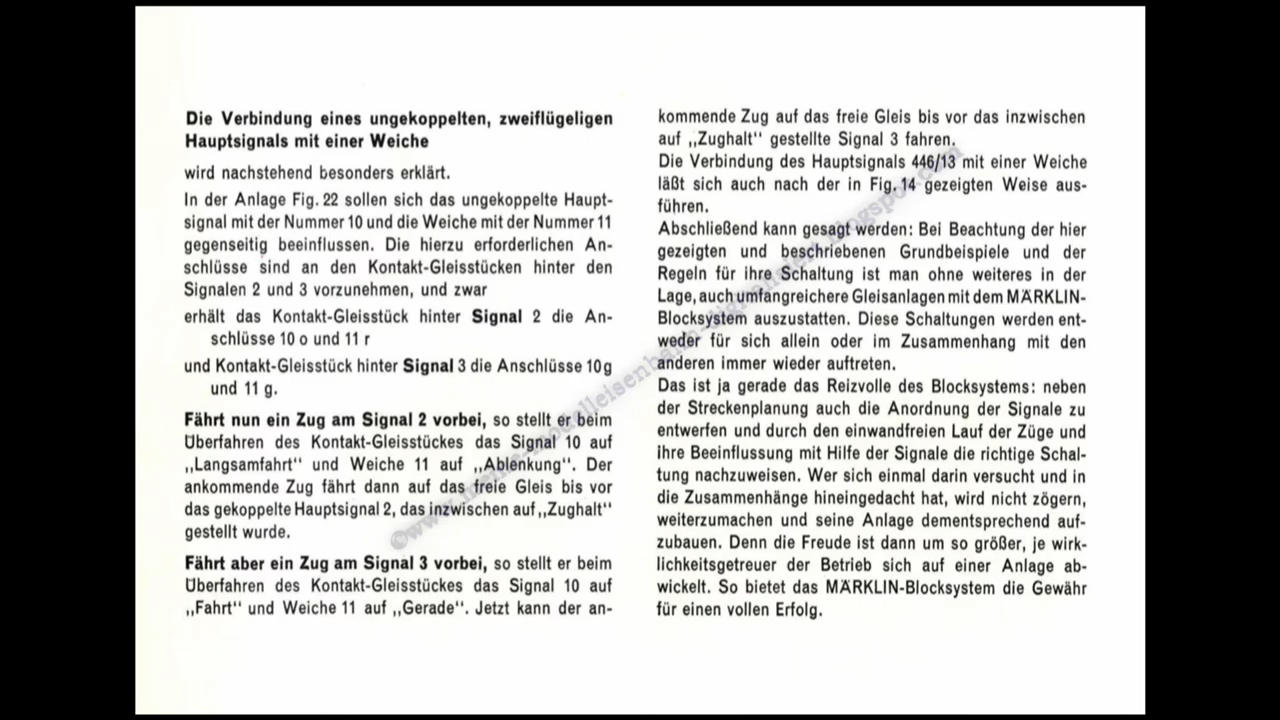 Die Verbindung eines ungekoppelten, zweiflügeligen
Hauptsignals mit einer Weiche
wird nachstehend besonders erklärt.
In der Anlage Fig. 22 sollen sich das ungekoppelte Haupt-
signal mit der Nummer 10 und die Weiche mit der Nummer 11
gegenseitig beeinflussen. Die hierzu erforderlichen An-
schlüsse sind an den Kontakt-Gleisstücken hinter den
Signalen 2 und 3 vorzunehmen, und zwar
erhält das Kontakt-Gleisstück hinter Signal 2 die An-
schlüsse 10 o und 11 r
und Kontakt-Gleisstück hinter Signal 3 die Anschlüsse 10 g
und 11 g.
Fährt nun ein Zug am Signal 2 vorbei, so stellt er beim
Überfahren des Kontakt-Gleisstückes das Signal 10 auf
„Langsamfahrt" und Weiche 11 auf „Ablenkung". Der
ankommende Zug fährt dann auf das freie Gleis bis vor
das gekoppelte Hauptsignal 2, das inzwischen auf „Zughalt"
gestellt wurde.
Fährt aber ein Zug am Signal 3 vorbei, so stellt er beim
Überfahren des Kontakt-Gleisstückes das Signal 10 auf
„Fahrt" und Weiche 11 auf „Gerade". Jetzt kann der an-
kommende Zug auf das freie Gleis bis vor das inzwischen
auf „Zughalt" gestellte Signal 3 fahren.
Die Verbindung des Hauptsignals 446/13 mit einer Weiche
läßt sich auch nach der in Fig. 14 gezeigten Weise aus-
führen.
Abschließend kann gesagt werden: Bei Beachtung der hier
gezeigten und beschriebenen Grundbeispiele und der
Regeln für ihre Schaltung ist man ohne weiteres in der
Lage, auch umfangreichere Gleisanlagen mit dem MÄRKLIN-
Blocksystem auszustatten. Diese Schaltungen werden ent-
weder für sich allein oder im Zusammenhang mit den
anderen immer wieder auftreten.
Das ist ja gerade das Reizvolle des Blocksystems: neben
der Streckenplanung auch die Anordnung der Signale zu
entwerfen und durch den einwandfreien Lauf der Züge und
ihre Beeinflussung mit Hilfe der Signale die richtige Schal-
tung nachzuweisen. Wer sich einmal darin versucht und in
die Zusammenhänge hineingedacht hat, wird nicht zögern,
weiterzumachen und seine Anlage dementsprechend auf-
zubauen. Denn die Freude ist dann um so größer, je wirk-
lichkeitsgetreuer der Betrieb sich auf einer Anlage ab-
wickelt. So bietet das MÄRKLIN-Blocksystem die Gewähr
für einen vollen Erfolg.